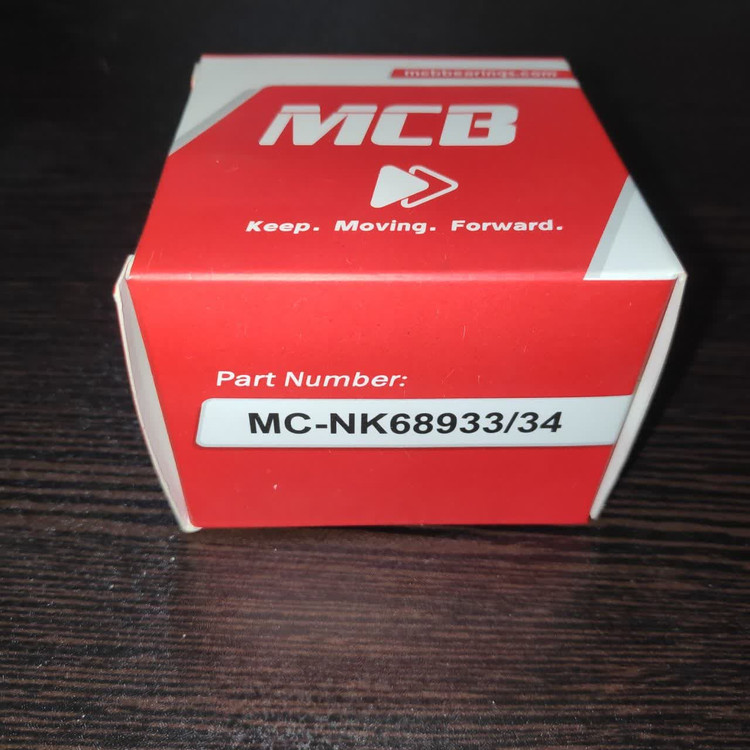 mcbbearings.com
MCB
Keep. Moving. Forward.
Part Number:
MC-NK68933/34